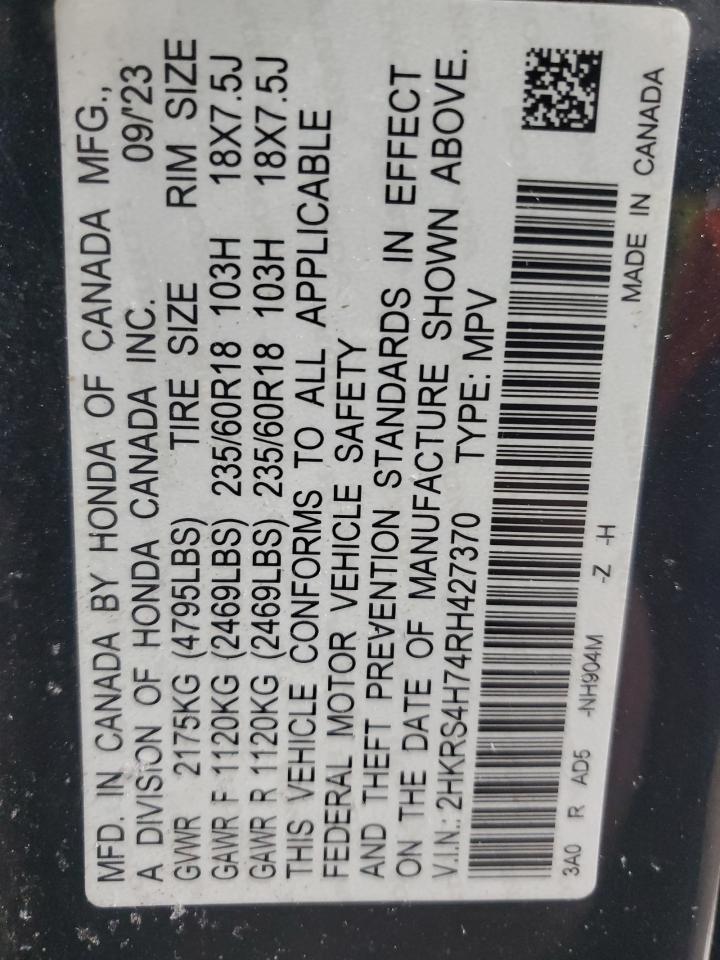 MFD. IN CANADA BY HONDA OF CANADA MFG.,
A DIVISION OF HONDA CANADA INC. 09/'23
GVWR 2175KG (4795LBS) TIRE SIZE RIM SIZE
GAWR F 1120KG (2469LBS) 235/60R18 103H 18X7.5J
GAWR R 1120KG (2469LBS) 235/60R18 103H 18X7.5J
THIS VEHICLE CONFORMS TO ALL APPLICABLE
FEDERAL MOTOR VEHICLE SAFETY
AND THEFT PREVENTION STANDARDS IN EFFECT
ON THE DATE OF MANUFACTURE SHOWN ABOVE.
V.I.N.: 2HKRS4H74RH427370 TYPE: MPV
3A0 R AD5 -NH904M -Z -H
MADE IN CANADA